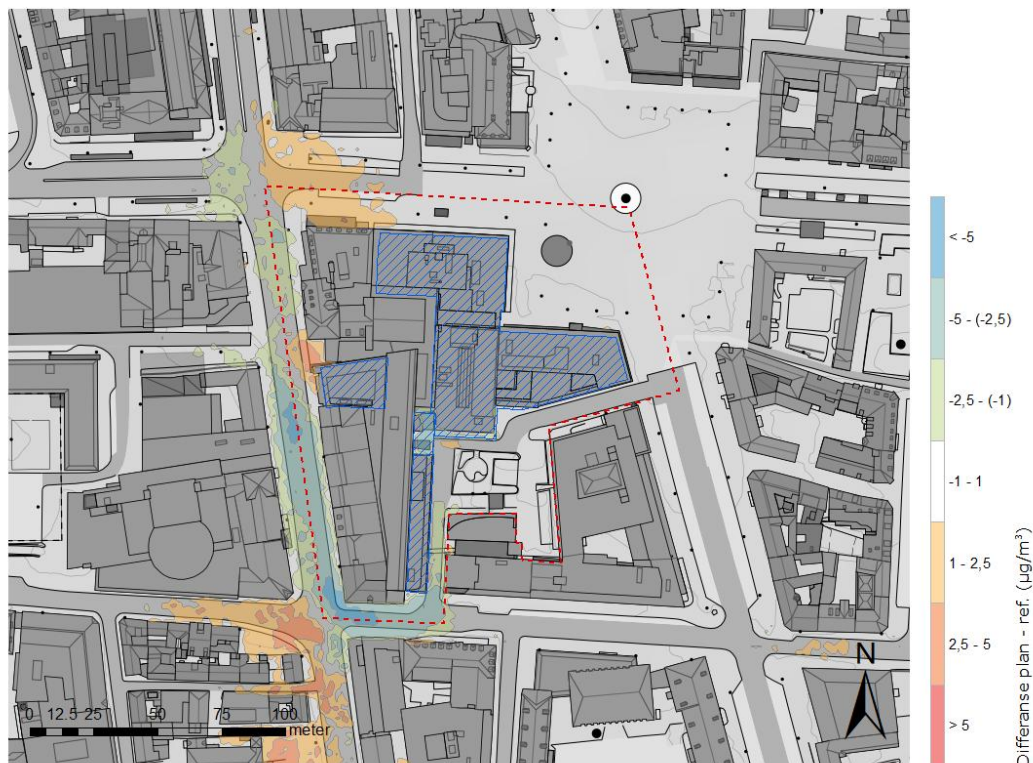 < -5
-5 - (-2,5)
-2,5 - (-1)
-1 - 1
1 - 2,5
2,5 - 5
> 5
Differanse plan - ref. (µg/m³)
N
0 12.5 25 50 75 100
meter